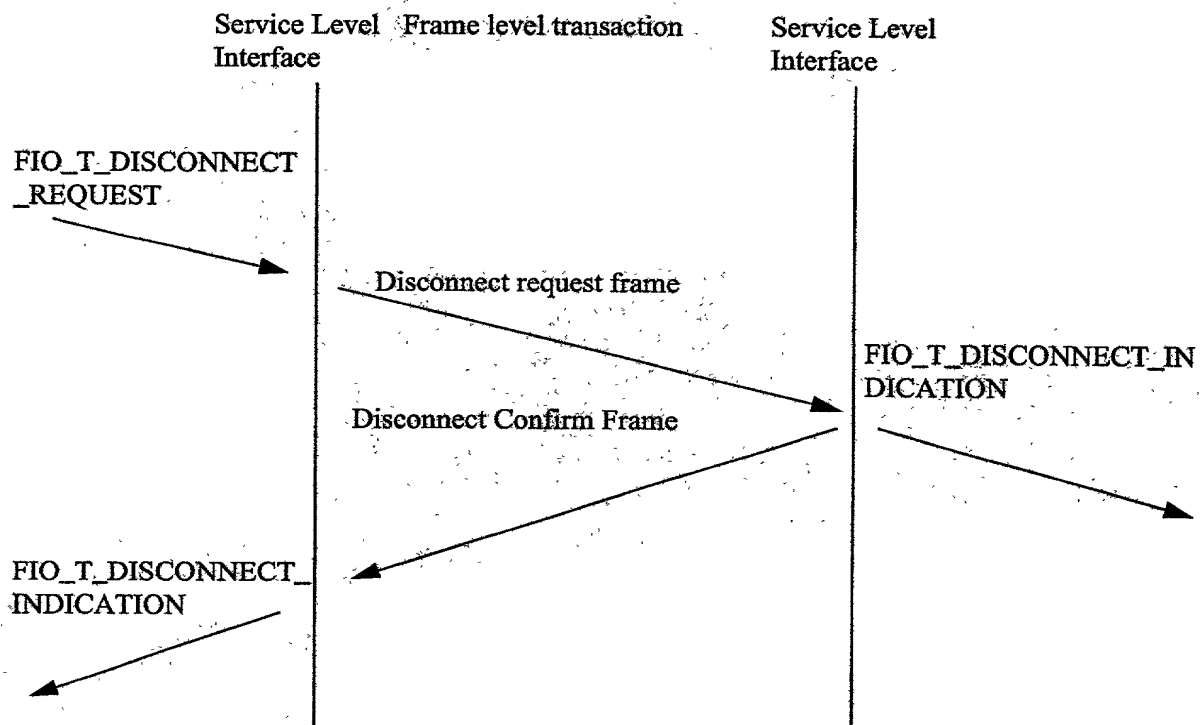 Service Level
Interface
Frame level transaction
Service Level
Interface
FIO_T_DISCONNECT
_REQUEST
Disconnect request frame
FIO_T_DISCONNECT_IN
DICATION
Disconnect Confirm Frame
FIO_T_DISCONNECT_
INDICATION